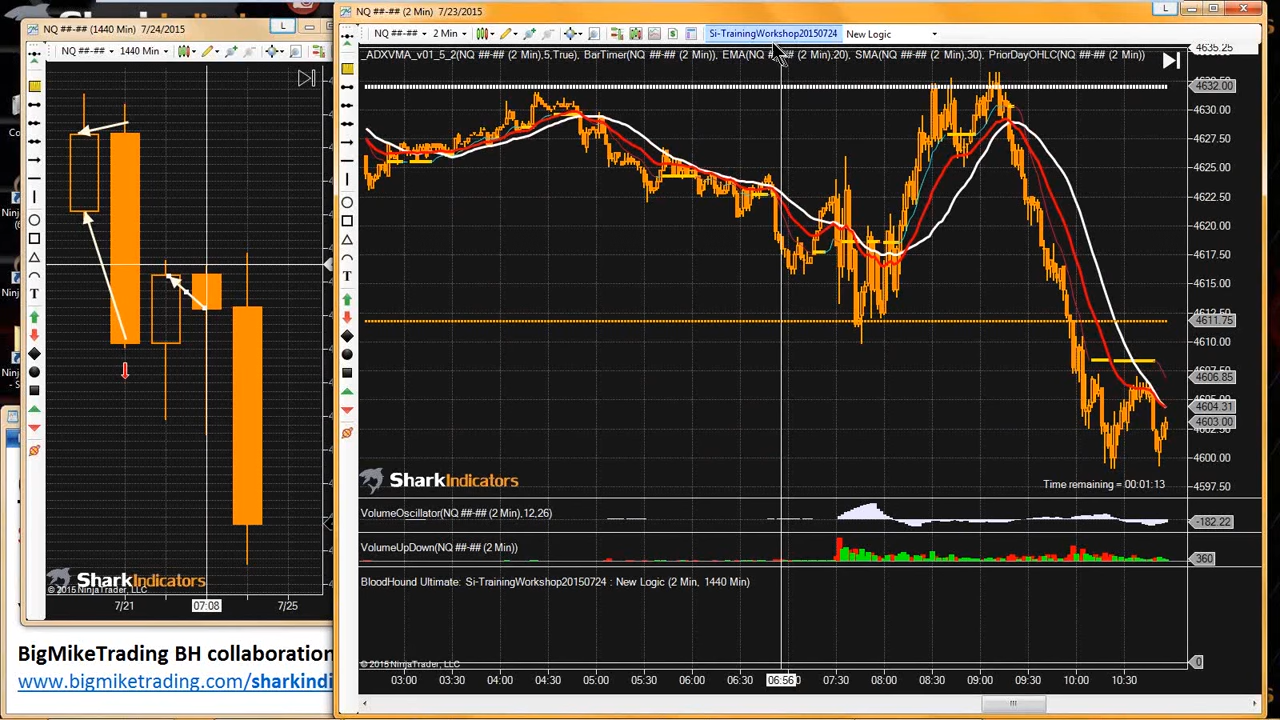 NQ ##-## (1440 Min) 7/24/2015
L
NQ ##-##
1440 Min
T
SharkIndicators
© 2015 NinjaTrader, LLC
7/21
07:08
7/25
BigMikeTrading BH collaboration
www.bigmiketrading.com/sharkindi
NQ ##-## (2 Min) 7/23/2015
L
NQ ##-##
2 Min
Si-TrainingWorkshop20150724
New Logic
_ADXVMA_v01_5_2(NQ ##-## (2 Min),5,True), BarTimer(NQ ##-## (2 Min)), EMA(NQ ##-## (2 Min),20), SMA(NQ ##-## (2 Min),30), PriorDayOHLC(NQ ##-## (2 Min))
4635.25
4632.00
4630.00
4627.50
4625.00
4622.50
4620.00
4617.50
4615.00
4611.75
4610.00
4606.85
4604.31
4603.00
4600.00
4597.50
T
SharkIndicators
Time remaining = 00:01:13
VolumeOscillator(NQ ##-## (2 Min),12,26)
-182.22
VolumeUpDown(NQ ##-## (2 Min))
360
BloodHound Ultimate: Si-TrainingWorkshop20150724 : New Logic (2 Min, 1440 Min)
© 2015 NinjaTrader, LLC
0
03:00 04:00 04:30 05:00 05:30 06:00 06:30 06:56 07:30 08:00 08:30 09:00 09:30 10:00 10:30